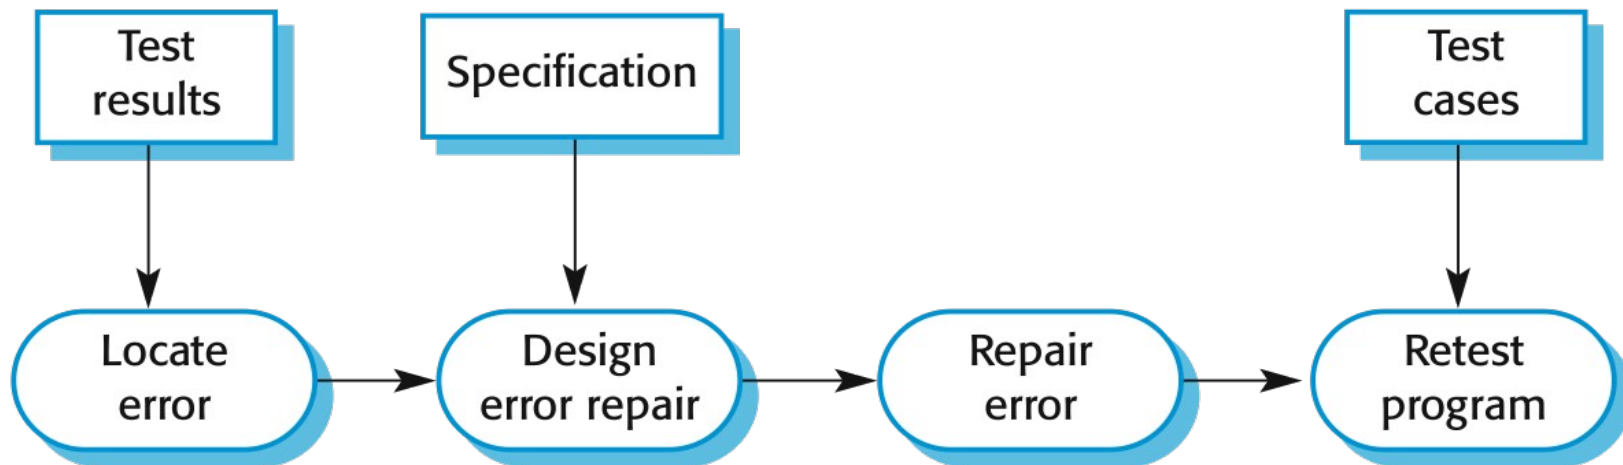 Test
results
Specification
Test
cases
Locate
error
Design
error repair
Repair
error
Retest
program